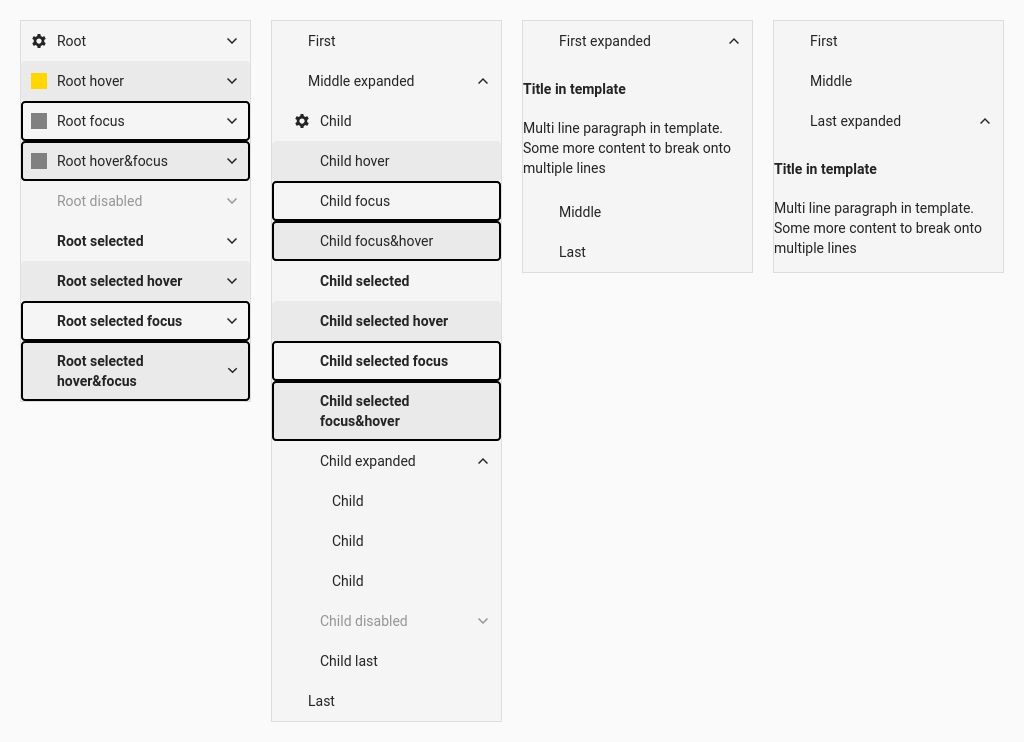 Root
Root hover
Root focus
Root hover&focus
Root disabled
Root selected
Root selected hover
Root selected focus
Root selected
hover&focus
First
Middle expanded
Child
Child hover
Child focus
Child focus&hover
Child selected
Child selected hover
Child selected focus
Child selected
focus&hover
Child expanded
Child
Child
Child
Child disabled
Child last
Last
First expanded
Title in template
Multi line paragraph in template.
Some more content to break onto
multiple lines
Middle
Last
First
Middle
Last expanded
Title in template
Multi line paragraph in template.
Some more content to break onto
multiple lines